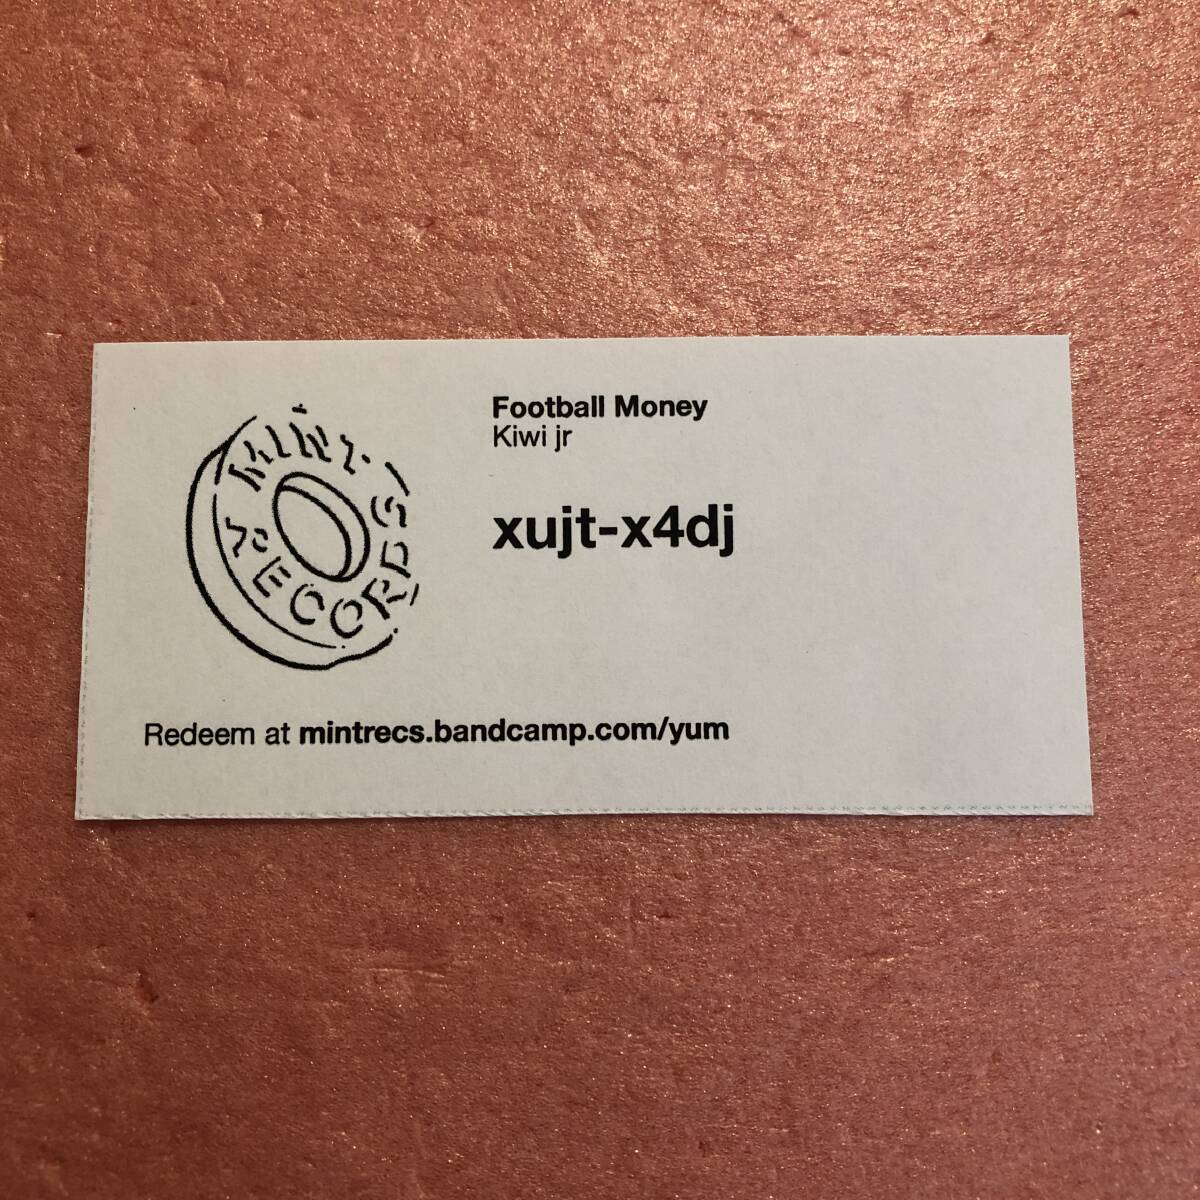 MINT
RECORDS
Football Money
Kiwi jr
xujt-x4dj
Redeem at mintrecs.bandcamp.com/yum